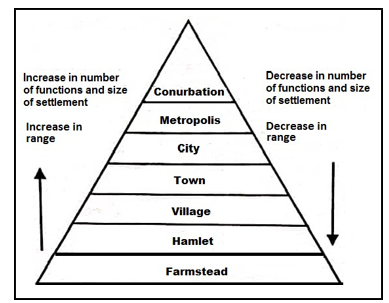 Increase in number
of functions and size
of settlement
Increase in
range
Decrease in number
of functions and size
of settlement
Decrease in
range
Conurbation
Metropolis
City
Town
Village
Hamlet
Farmstead